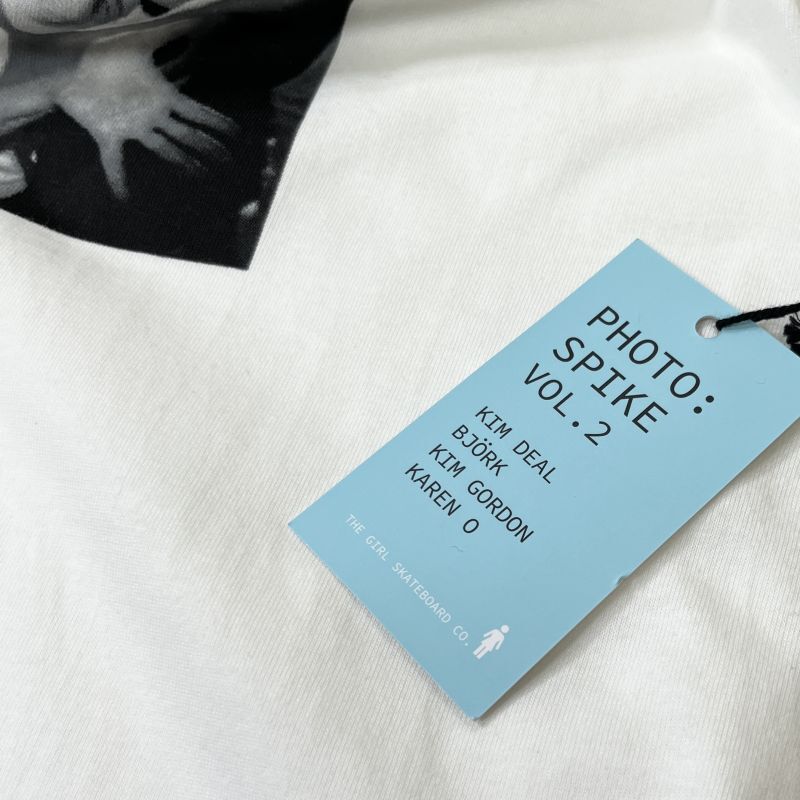 PHOTO:
SPIKE
VOL.2
KIM DEAL
BJÖRK
KIM GORDON
KAREN O
THE GIRL SKATEBOARD CO.